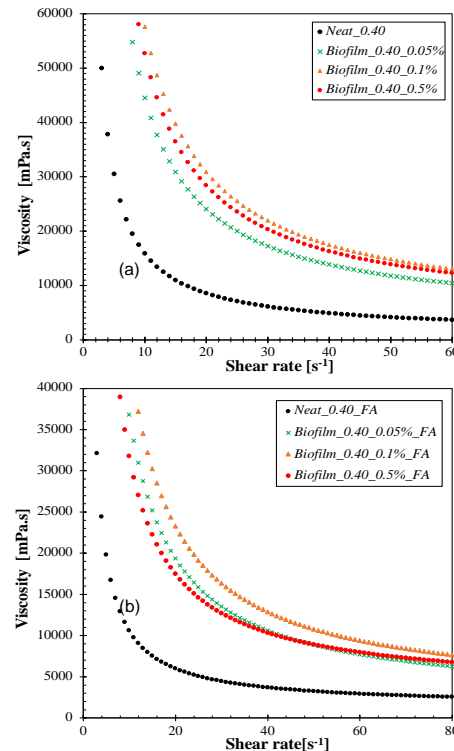 60000
50000
40000
30000
20000
10000
0
Viscosity [mPa.s]
Neat_0.40
Biofilm_0.40_0.05%
Biofilm_0.40_0.1%
Biofilm_0.40_0.5%
(a)
0 10 20 30 40 50 60
Shear rate [s-1]
40000
35000
30000
25000
20000
15000
10000
5000
0
Viscosity [mPa.s]
Neat_0.40_FA
Biofilm_0.40_0.05%_FA
Biofilm_0.40_0.1%_FA
Biofilm_0.40_0.5%_FA
(b)
0 20 40 60 80
Shear rate[s-1]